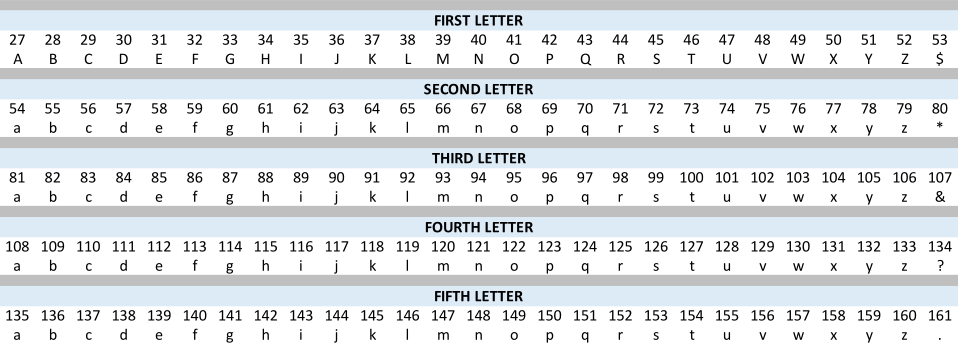 FIRST LETTER
27 28 29 30 31 32 33 34 35 36 37 38 39 40 41 42 43 44 45 46 47 48 49 50 51 52 53
A B C D E F G H I J K L M N O P Q R S T U V W X Y Z $
SECOND LETTER
54 55 56 57 58 59 60 61 62 63 64 65 66 67 68 69 70 71 72 73 74 75 76 77 78 79 80
a b c d e f g h i j k l m n o p q r s t u v w x y z *
THIRD LETTER
81 82 83 84 85 86 87 88 89 90 91 92 93 94 95 96 97 98 99 100 101 102 103 104 105 106 107
a b c d e f g h i j k l m n o p q r s t u v w x y z &
FOURTH LETTER
108 109 110 111 112 113 114 115 116 117 118 119 120 121 122 123 124 125 126 127 128 129 130 131 132 133 134
a b c d e f g h i j k l m n o p q r s t u v w x y z ?
FIFTH LETTER
135 136 137 138 139 140 141 142 143 144 145 146 147 148 149 150 151 152 153 154 155 156 157 158 159 160 161
a b c d e f g h i j k l m n o p q r s t u v w x y z .